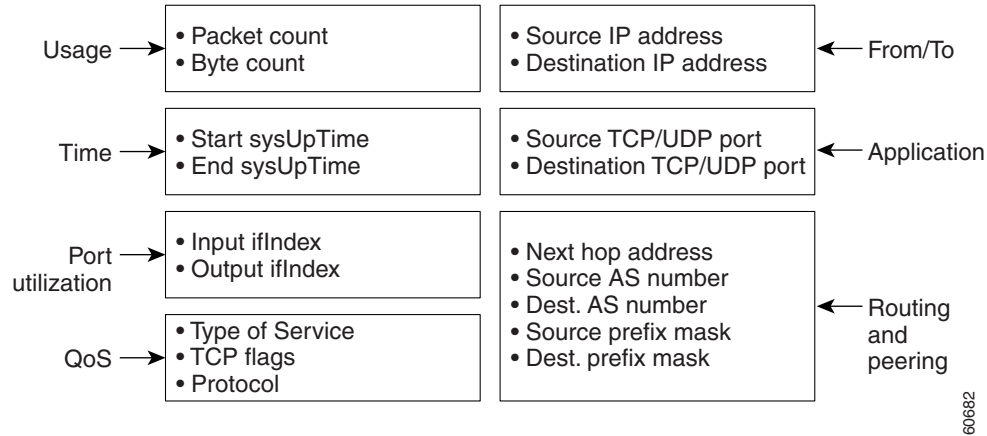 Usage
• Packet count
• Byte count
• Source IP address
• Destination IP address
From/To
Time
• Start sysUpTime
• End sysUpTime
• Source TCP/UDP port
• Destination TCP/UDP port
Application
Port
utilization
• Input ifIndex
• Output ifIndex
QoS
• Type of Service
• TCP flags
• Protocol
• Next hop address
• Source AS number
• Dest. AS number
• Source prefix mask
• Dest. prefix mask
Routing
and
peering
60682